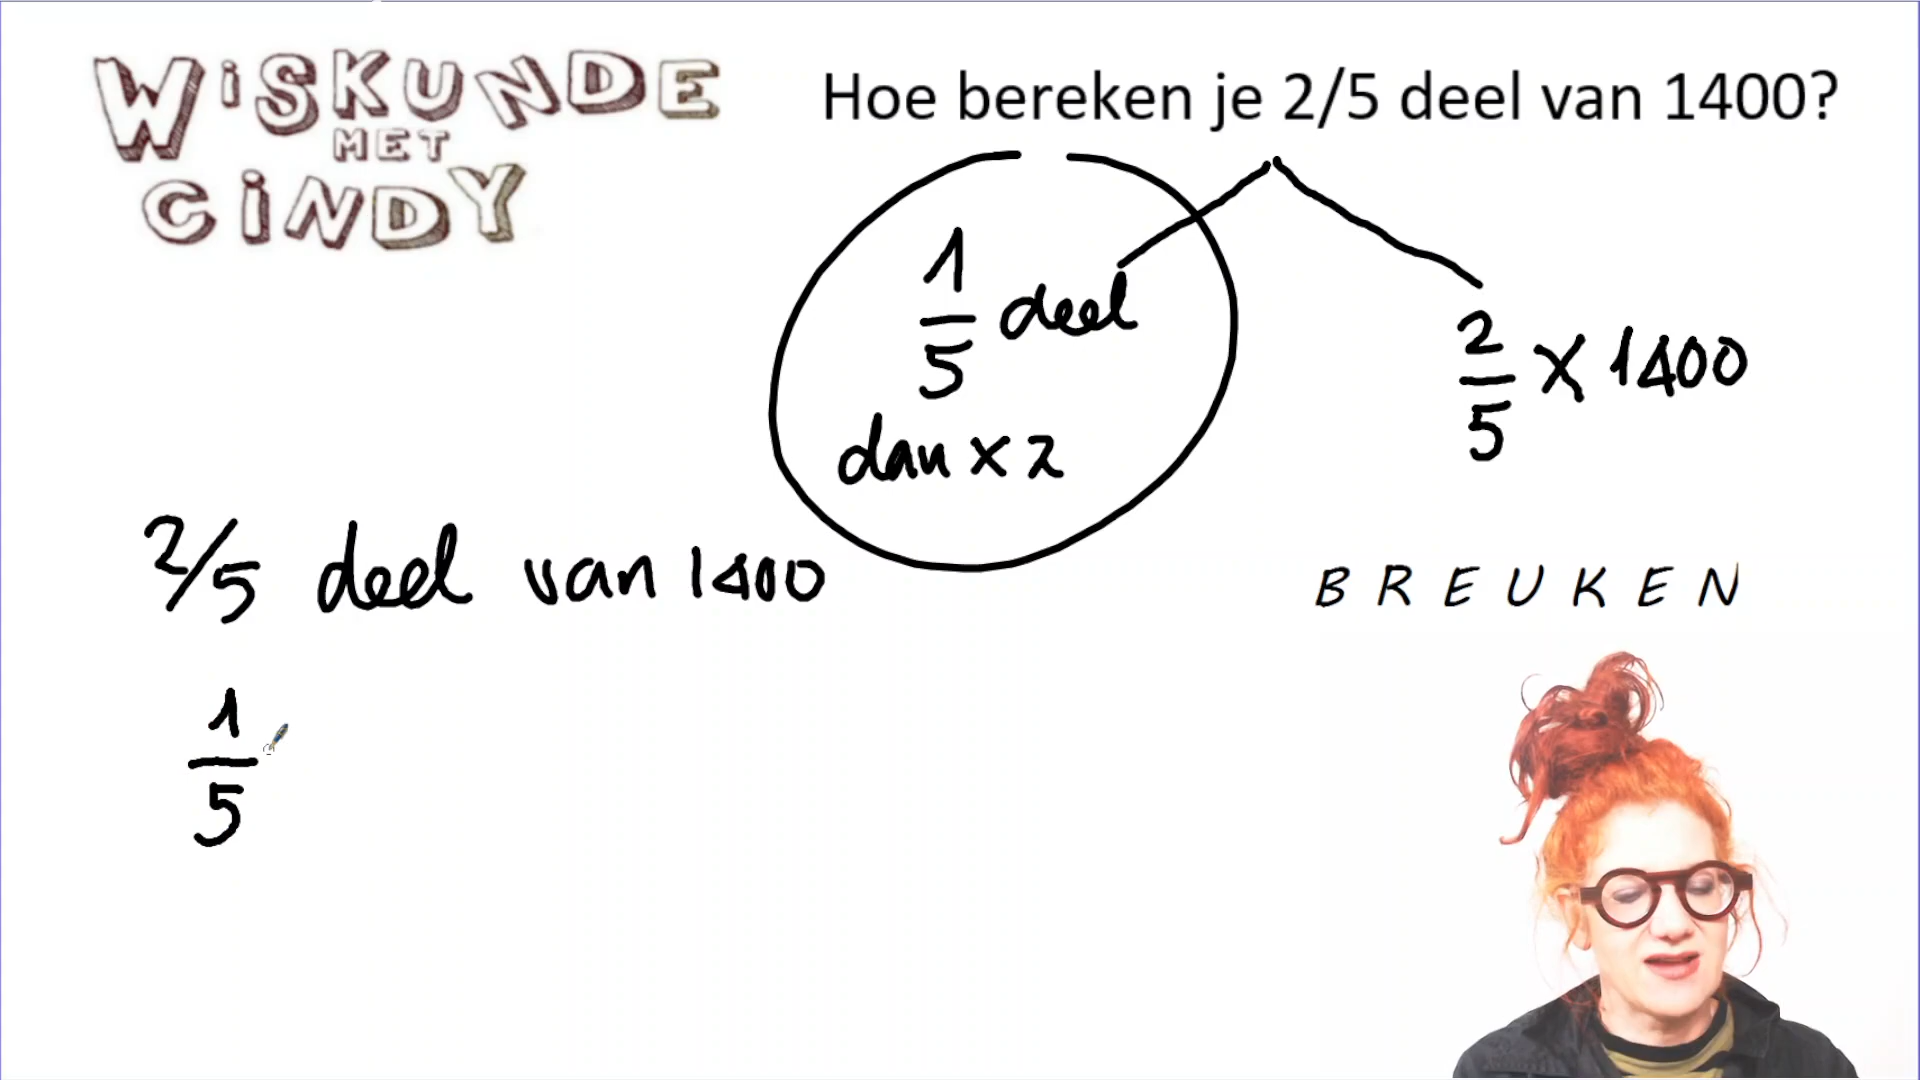 WiSKUNDE
MET
CiNDY
Hoe bereken je 2/5 deel van 1400?
1/5 deel
dan x 2
2/5 x 1400
2/5 deel van 1400
BREUKEN
1/5